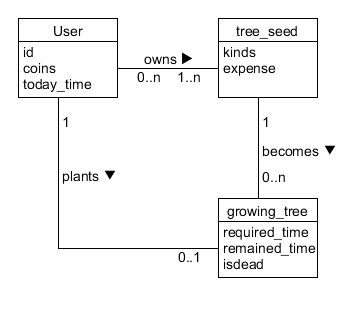 User
id
coins
today_time
owns ▶
0..n 1..n
tree_seed
kinds
expense
1
plants ▼
0..1
1
becomes ▼
0..n
growing_tree
required_time
remained_time
isdead